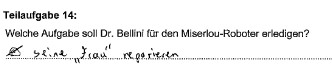 Teilaufgabe 14:
Welche Aufgabe soll Dr. Bellini für den Miserlou-Roboter erledigen?
seine „Frau" reparieren